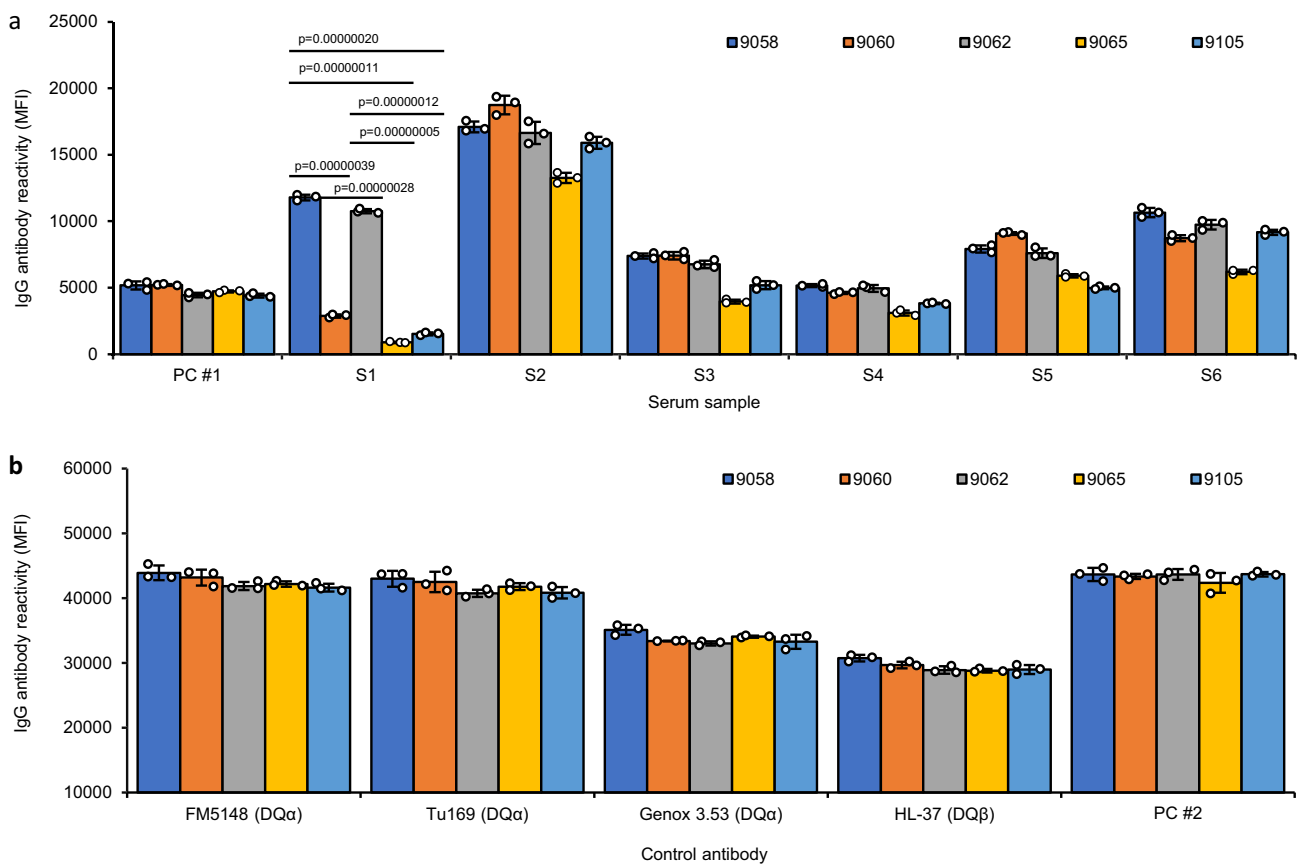 a
25000
20000
15000
10000
5000
0
IgG antibody reactivity (MFI)
9058 9060 9062 9065 9105
p=0.00000020
p=0.00000011
p=0.00000012
p=0.00000005
p=0.00000039
p=0.00000028
PC #1 S1 S2 S3 S4 S5 S6
Serum sample
b
60000
50000
40000
30000
20000
10000
IgG antibody reactivity (MFI)
9058 9060 9062 9065 9105
FM5148 (DQα) Tu169 (DQα) Genox 3.53 (DQα) HL-37 (DQβ) PC #2
Control antibody